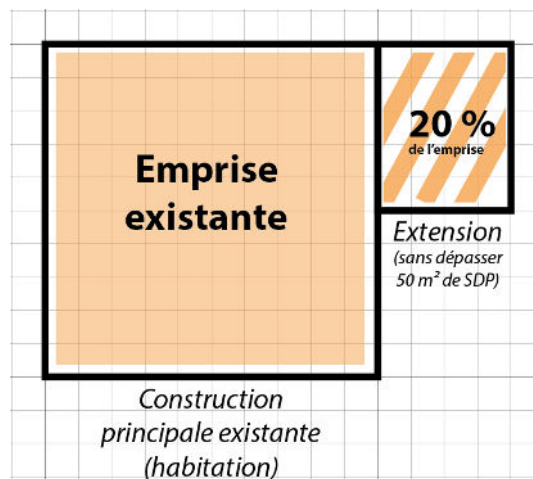 Emprise
existante
20 %
de l'emprise
Extension
(sans dépasser
50 m² de SDP)
Construction
principale existante
(habitation)